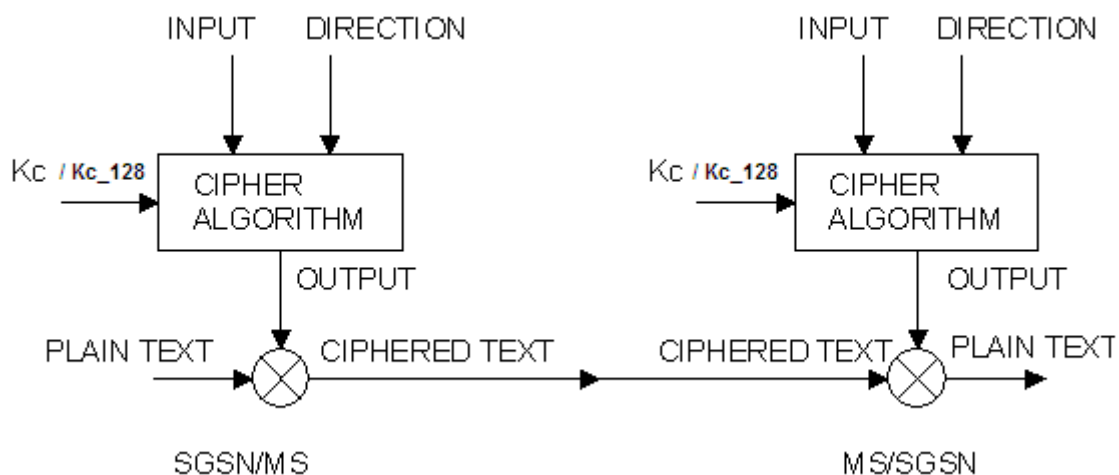 INPUT DIRECTION INPUT DIRECTION
Kc / Kc_128 CIPHER ALGORITHM Kc / Kc_128 CIPHER ALGORITHM
OUTPUT OUTPUT
PLAIN TEXT CIPHERED TEXT CIPHERED TEXT PLAIN TEXT
SGSN/MS MS/SGSN